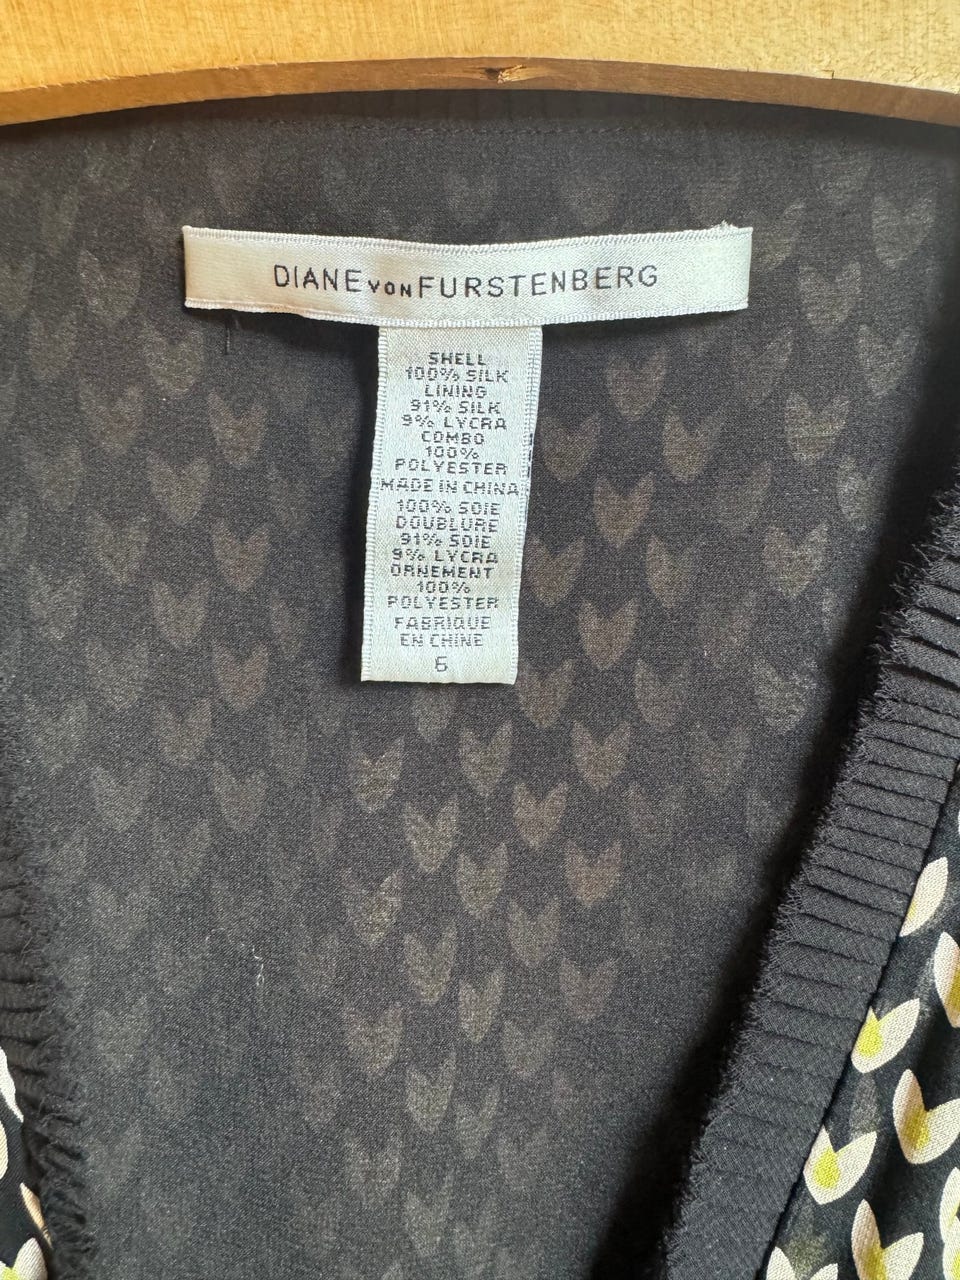 DIANE VON FURSTENBERG
SHELL
100% SILK
LINING
91% SILK
9% LYCRA
COMBO
100%
POLYESTER
MADE IN CHINA
100% SOIE
DOUBLURE
91% SOIE
9% LYCRA
ORNEMENT
100%
POLYESTER
FABRIQUE
EN CHINE
6